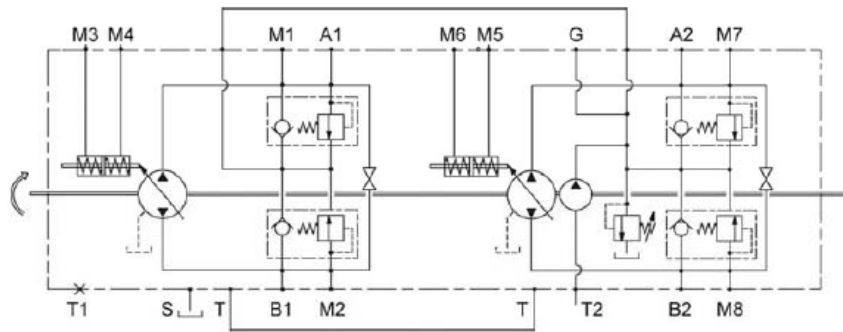 M3 M4 M1 A1 M6 M5 G A2 M7
T1 S T B1 M2 T T2 B2 M8